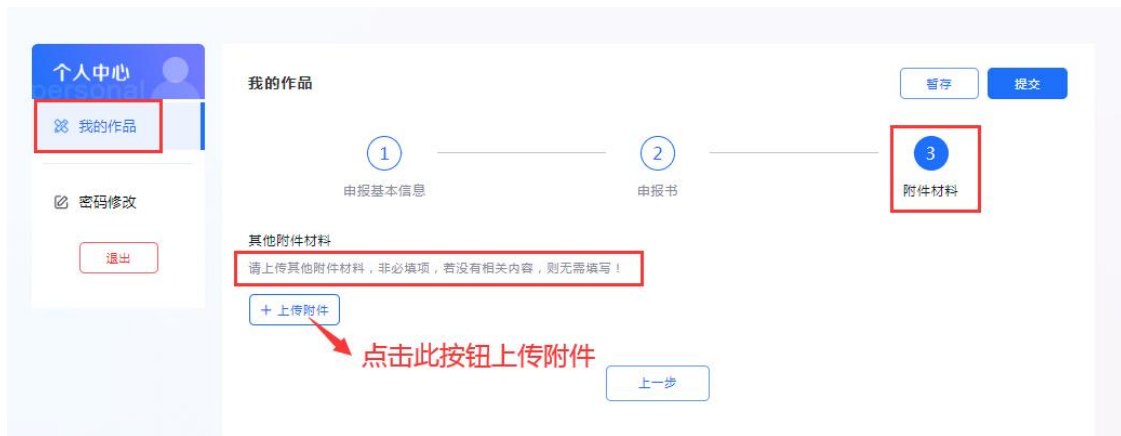 个人中心
personal
我的作品
密码修改
退出
我的作品
暂存
提交
1
2
3
申报基本信息
申报书
附件材料
其他附件材料
请上传其他附件材料，非必填项，若没有相关内容，则无需填写！
+ 上传附件
点击此按钮上传附件
上一步